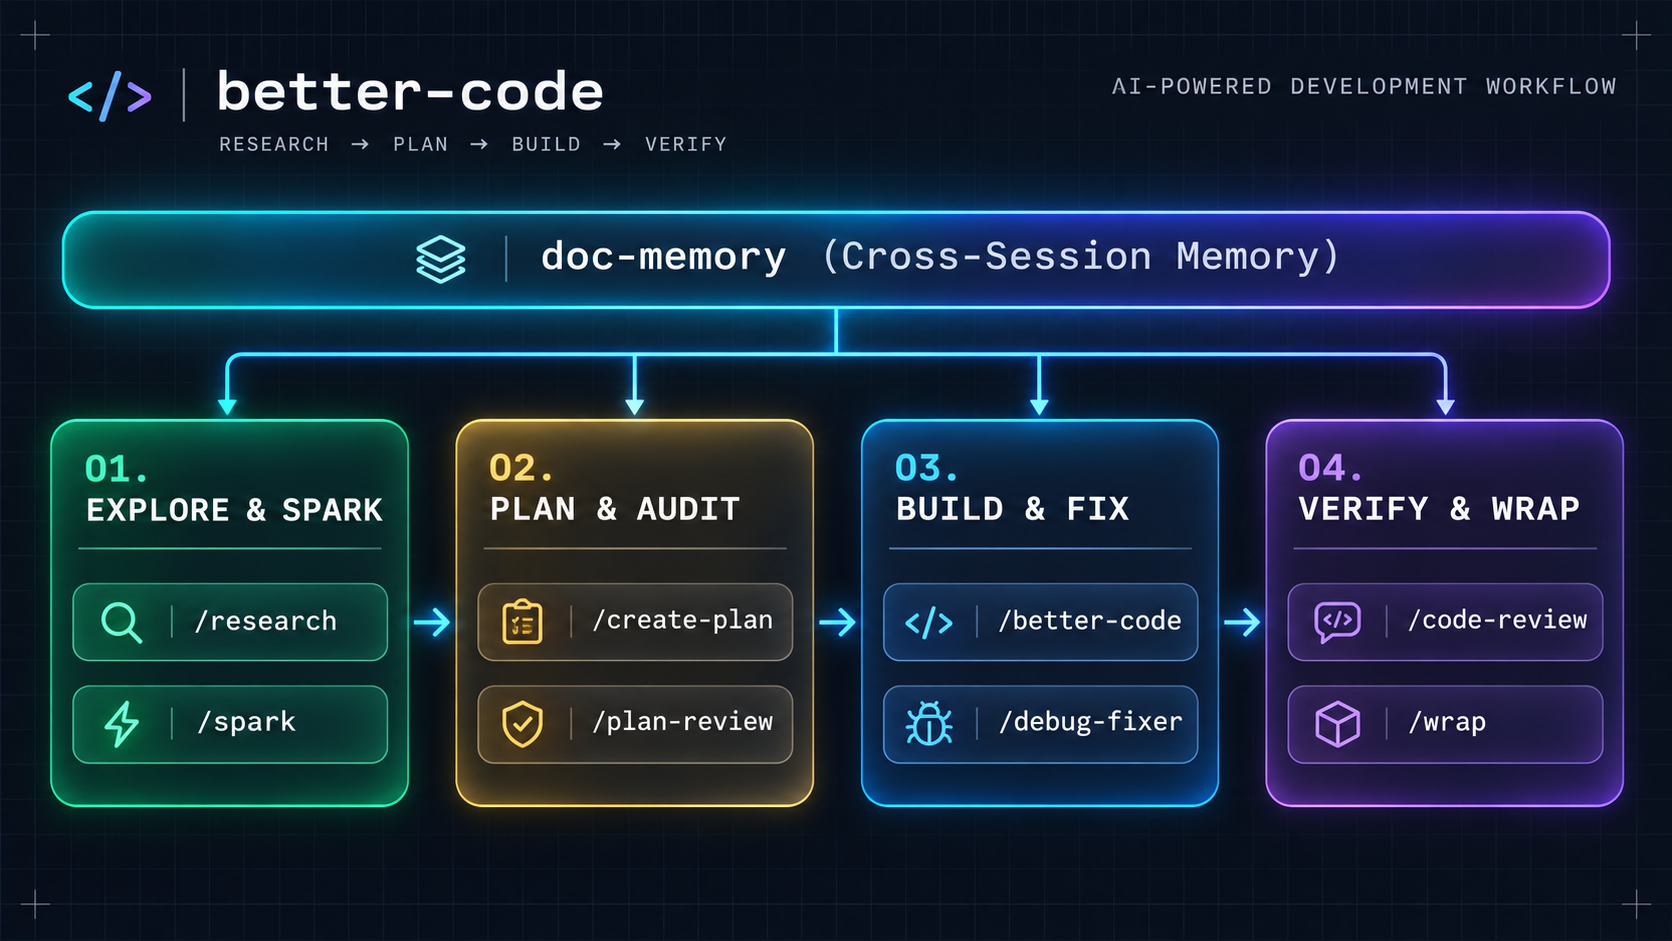 </> better-code
AI-POWERED DEVELOPMENT WORKFLOW
RESEARCH → PLAN → BUILD → VERIFY
doc-memory (Cross-Session Memory)
01.
EXPLORE & SPARK
/research
/spark
02.
PLAN & AUDIT
/create-plan
/plan-review
03.
BUILD & FIX
</> /better-code
/debug-fixer
04.
VERIFY & WRAP
</> /code-review
/wrap